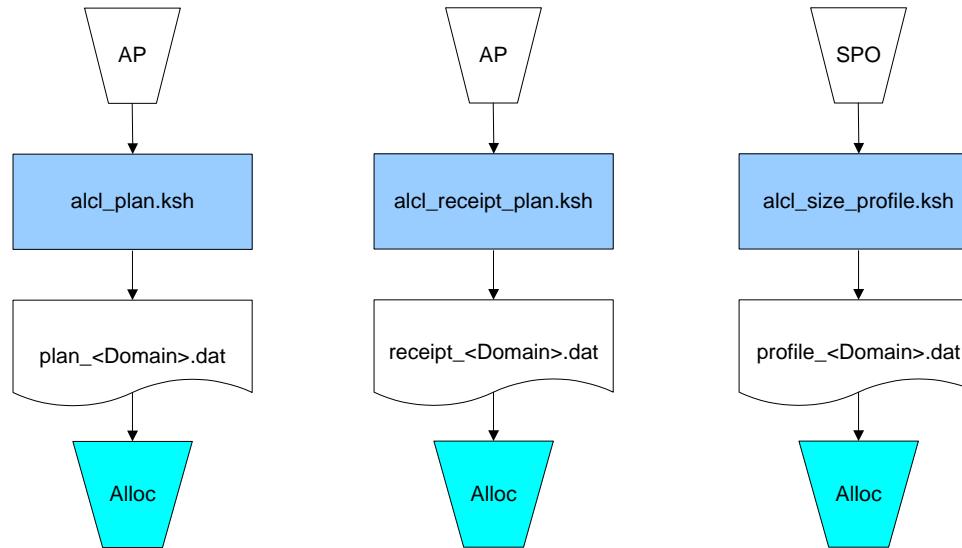 AP
AP
SPO
alcl_plan.ksh
alcl_receipt_plan.ksh
alcl_size_profile.ksh
plan_<Domain>.dat
receipt_<Domain>.dat
profile_<Domain>.dat
Alloc
Alloc
Alloc